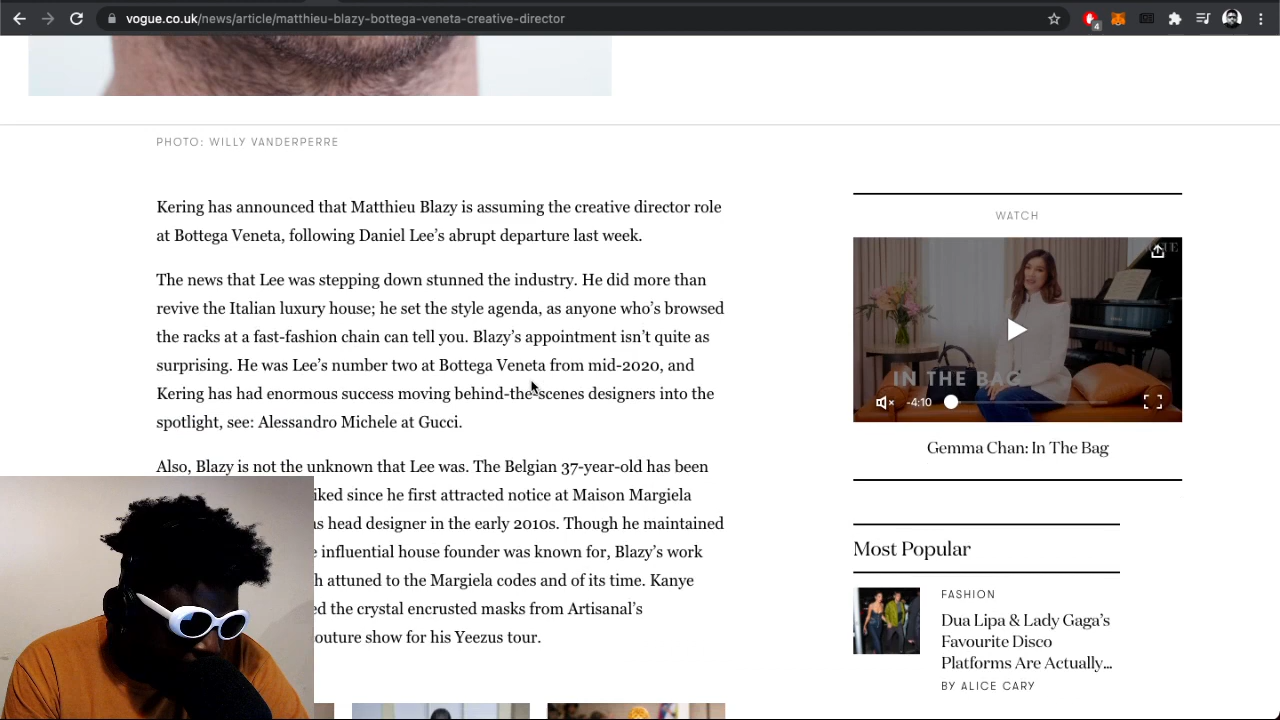 vogue.co.uk/news/article/matthieu-blazy-bottega-veneta-creative-director
4
PHOTO: WILLY VANDERPERRE
Kering has announced that Matthieu Blazy is assuming the creative director role
at Bottega Veneta, following Daniel Lee’s abrupt departure last week.
The news that Lee was stepping down stunned the industry. He did more than
revive the Italian luxury house; he set the style agenda, as anyone who’s browsed
the racks at a fast-fashion chain can tell you. Blazy’s appointment isn’t quite as
surprising. He was Lee’s number two at Bottega Veneta from mid-2020, and
Kering has had enormous success moving behind-the-scenes designers into the
spotlight, see: Alessandro Michele at Gucci.
Also, Blazy is not the unknown that Lee was. The Belgian 37-year-old has been
iked since he first attracted notice at Maison Margiela
as head designer in the early 2010s. Though he maintained
e influential house founder was known for, Blazy’s work
h attuned to the Margiela codes and of its time. Kanye
ed the crystal encrusted masks from Artisanal’s
couture show for his Yeezus tour.
WATCH
IN THE BAG
-4:10
Gemma Chan: In The Bag
Most Popular
FASHION
Dua Lipa & Lady Gaga’s
Favourite Disco
Platforms Are Actually...
BY ALICE CARY